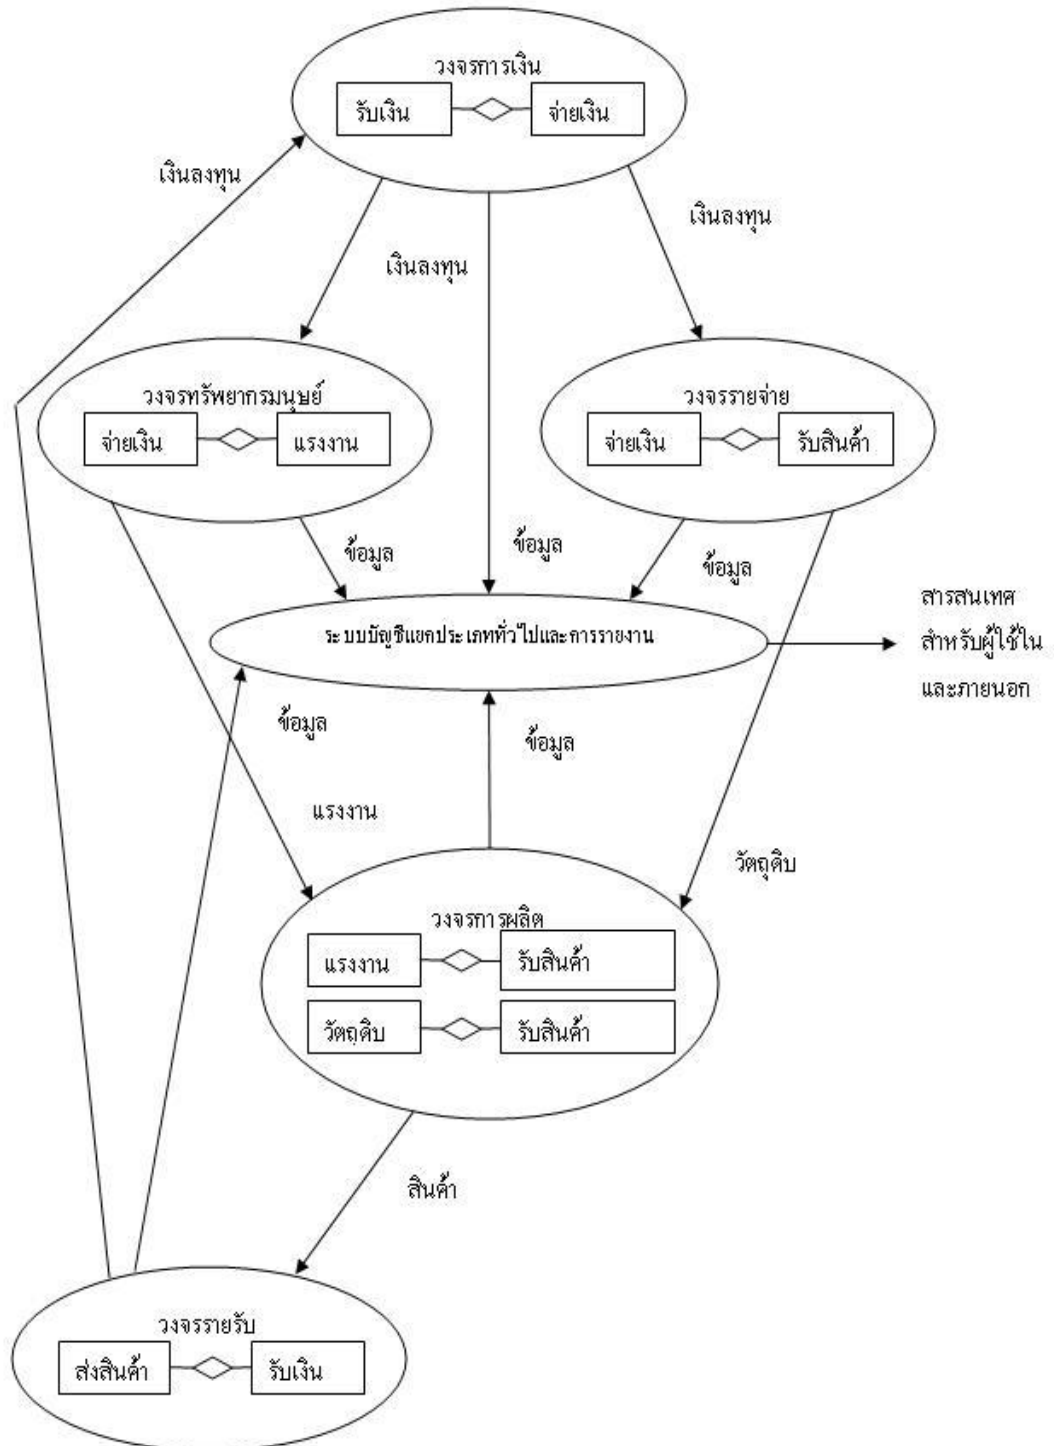 วงจรการเงิน
รับเงิน
จ่ายเงิน
เงินลงทุน
เงินลงทุน
เงินลงทุน
วงจรทรัพยากรมนุษย์
จ่ายเงิน
แรงงาน
วงจรรายจ่าย
จ่ายเงิน
รับสินค้า
ข้อมูล
ข้อมูล
ข้อมูล
ระบบบัญชีแยกประเภททั่วไปและการรายงาน
สารสนเทศ
สำหรับผู้ใช้ใน
และภายนอก
ข้อมูล
ข้อมูล
แรงงาน
วัตถุดิบ
วงจรการผลิต
แรงงาน
รับสินค้า
วัตถุดิบ
รับสินค้า
สินค้า
วงจรรายรับ
ส่งสินค้า
รับเงิน